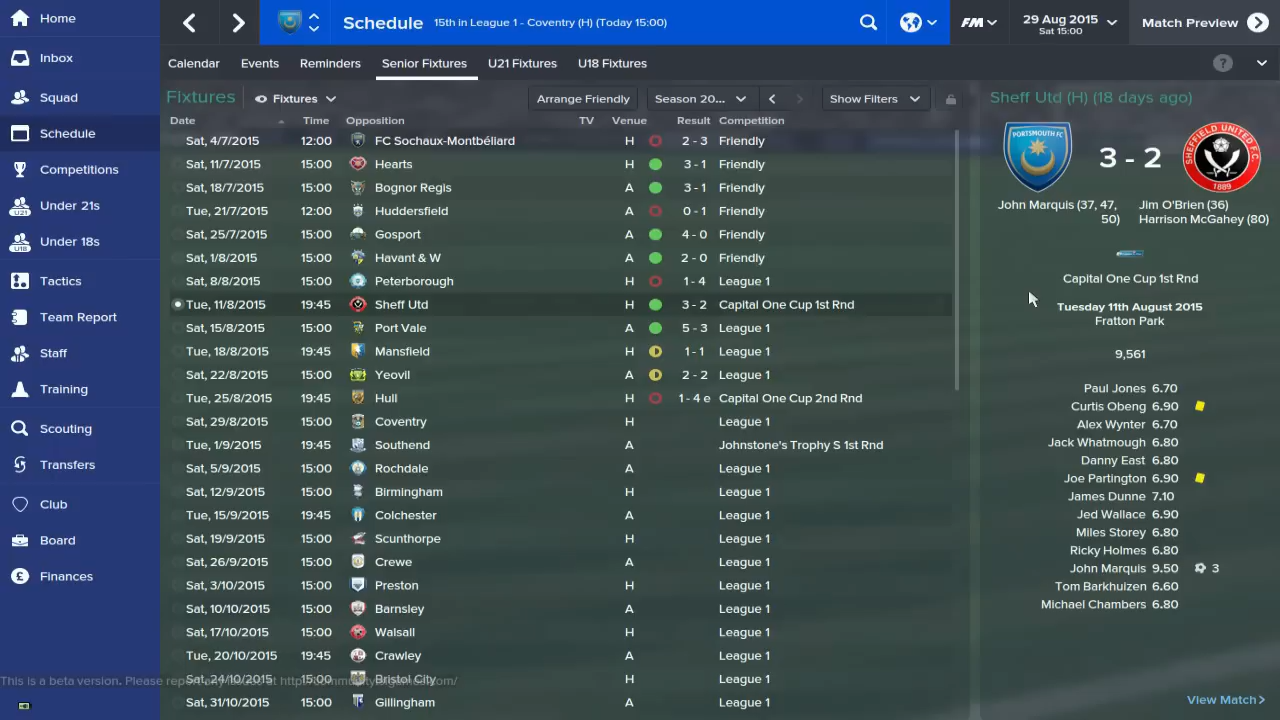 Home
Schedule
15th in League 1 - Coventry (H) (Today 15:00)
FM
29 Aug 2015
Sat 15:00
Match Preview
Inbox
Squad
Schedule
Competitions
Under 21s
Under 18s
Tactics
Team Report
Staff
Training
Scouting
Transfers
Club
Board
Finances
Calendar Events Reminders Senior Fixtures U21 Fixtures U18 Fixtures ?
Fixtures Fixtures Arrange Friendly Season 20... Show Filters
Date Time Opposition TV Venue Result Competition
Sat, 4/7/2015 12:00 FC Sochaux-Montbéliard H 2 - 3 Friendly
Sat, 11/7/2015 15:00 Hearts H 3 - 1 Friendly
Sat, 18/7/2015 15:00 Bognor Regis A 3 - 1 Friendly
Tue, 21/7/2015 12:00 Huddersfield A 0 - 1 Friendly
Sat, 25/7/2015 15:00 Gosport A 4 - 0 Friendly
Sat, 1/8/2015 15:00 Havant & W A 2 - 0 Friendly
Sat, 8/8/2015 15:00 Peterborough H 1 - 4 League 1
Tue, 11/8/2015 19:45 Sheff Utd H 3 - 2 Capital One Cup 1st Rnd
Sat, 15/8/2015 15:00 Port Vale A 5 - 3 League 1
Tue, 18/8/2015 19:45 Mansfield H 1 - 1 League 1
Sat, 22/8/2015 15:00 Yeovil A 2 - 2 League 1
Tue, 25/8/2015 19:45 Hull H 1 - 4 e Capital One Cup 2nd Rnd
Sat, 29/8/2015 15:00 Coventry H League 1
Tue, 1/9/2015 19:45 Southend A Johnstone's Trophy S 1st Rnd
Sat, 5/9/2015 15:00 Rochdale A League 1
Sat, 12/9/2015 15:00 Birmingham H League 1
Tue, 15/9/2015 19:45 Colchester A League 1
Sat, 19/9/2015 15:00 Scunthorpe H League 1
Sat, 26/9/2015 15:00 Crewe A League 1
Sat, 3/10/2015 15:00 Preston H League 1
Sat, 10/10/2015 15:00 Barnsley A League 1
Sat, 17/10/2015 15:00 Walsall H League 1
Tue, 20/10/2015 19:45 Crawley A League 1
Sat, 24/10/2015 15:00 Bristol City H League 1
Sat, 31/10/2015 15:00 Gillingham A League 1
This is a beta version. Please report any
Sheff Utd (H) (18 days ago)
PORTSMOUTH FC
3 - 2
SHEFFIELD UNITED F.C.
1889
John Marquis (37, 47,
50)
Jim O'Brien (36)
Harrison McGahey (80)
Capital One Cup 1st Rnd
Tuesday 11th August 2015
Fratton Park
9,561
Paul Jones 6.70
Curtis Obeng 6.90
Alex Wynter 6.70
Jack Whatmough 6.80
Danny East 6.80
Joe Partington 6.90
James Dunne 7.10
Jed Wallace 6.90
Miles Storey 6.80
Ricky Holmes 6.80
John Marquis 9.50 3
Tom Barkhuizen 6.60
Michael Chambers 6.80
View Match>